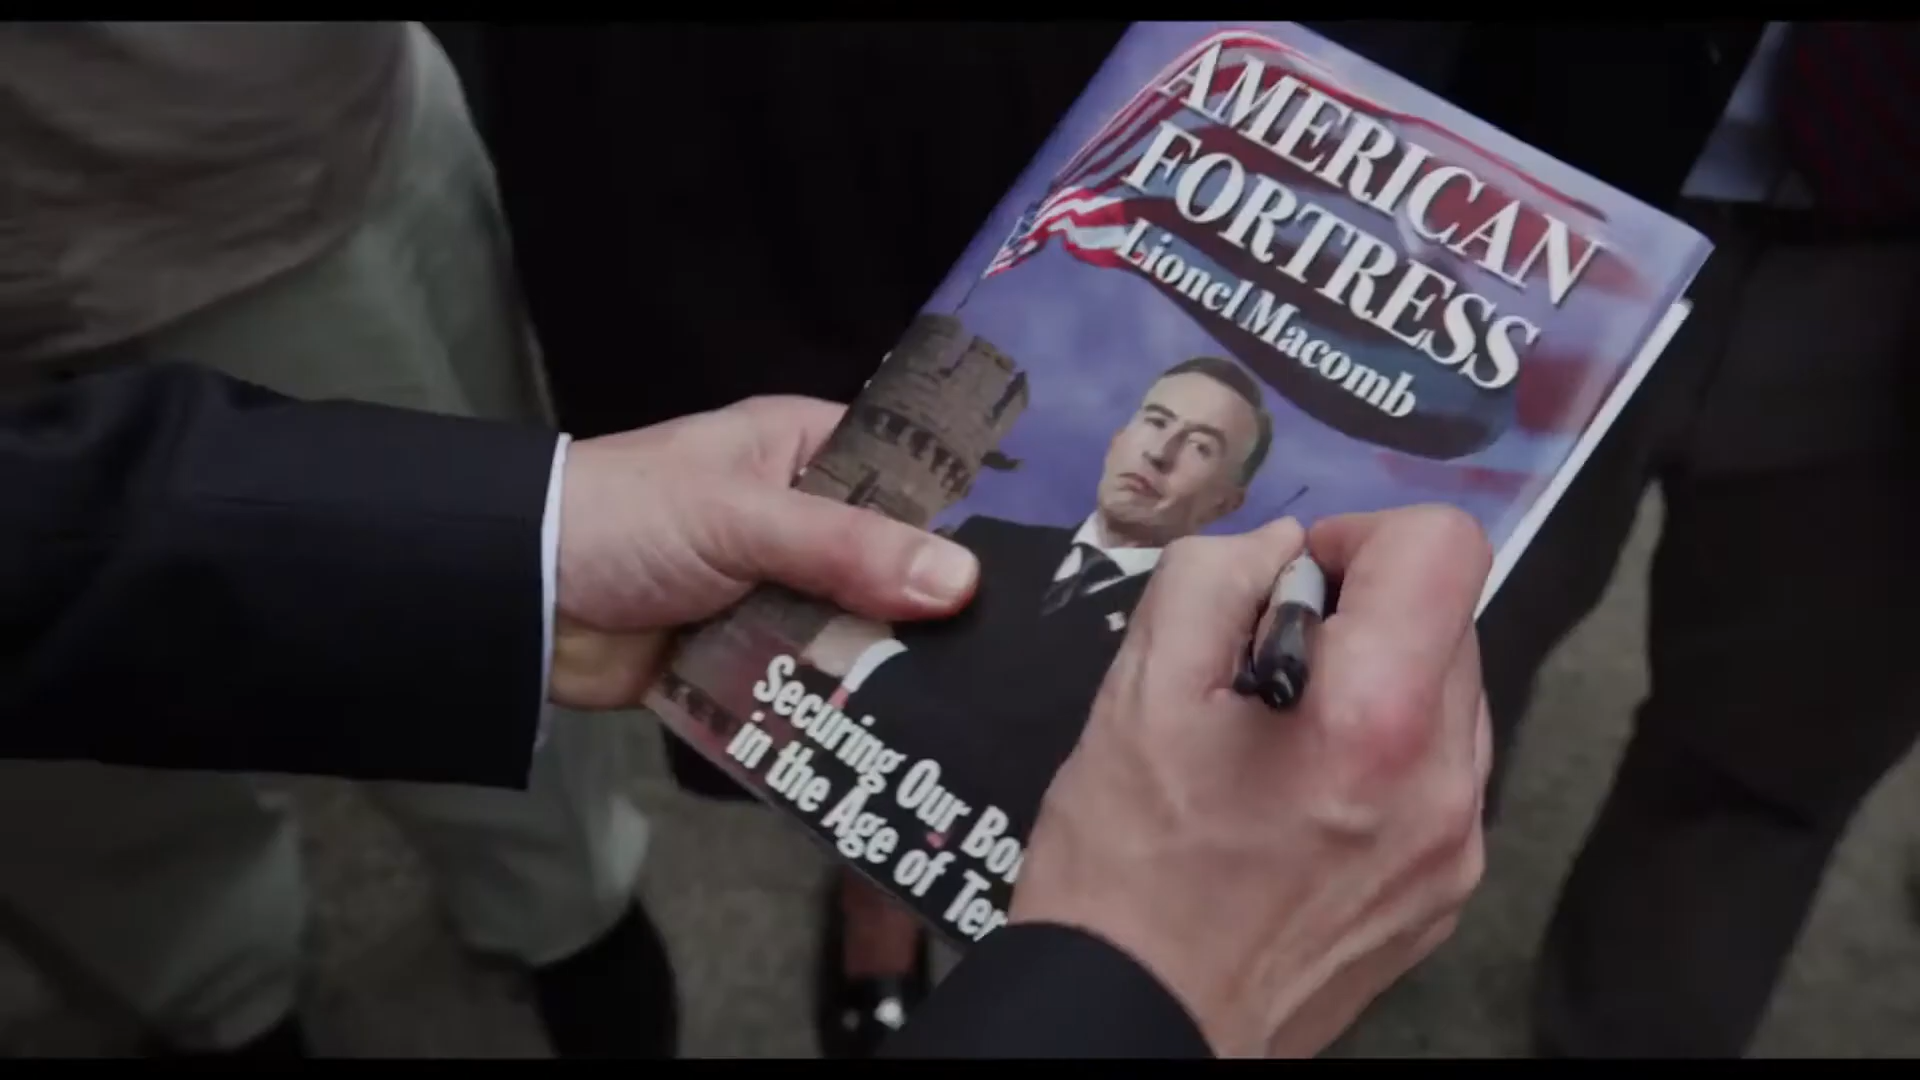 AMERICAN
FORTRESS
Lionel Macomb
Securing Our
in the Age of